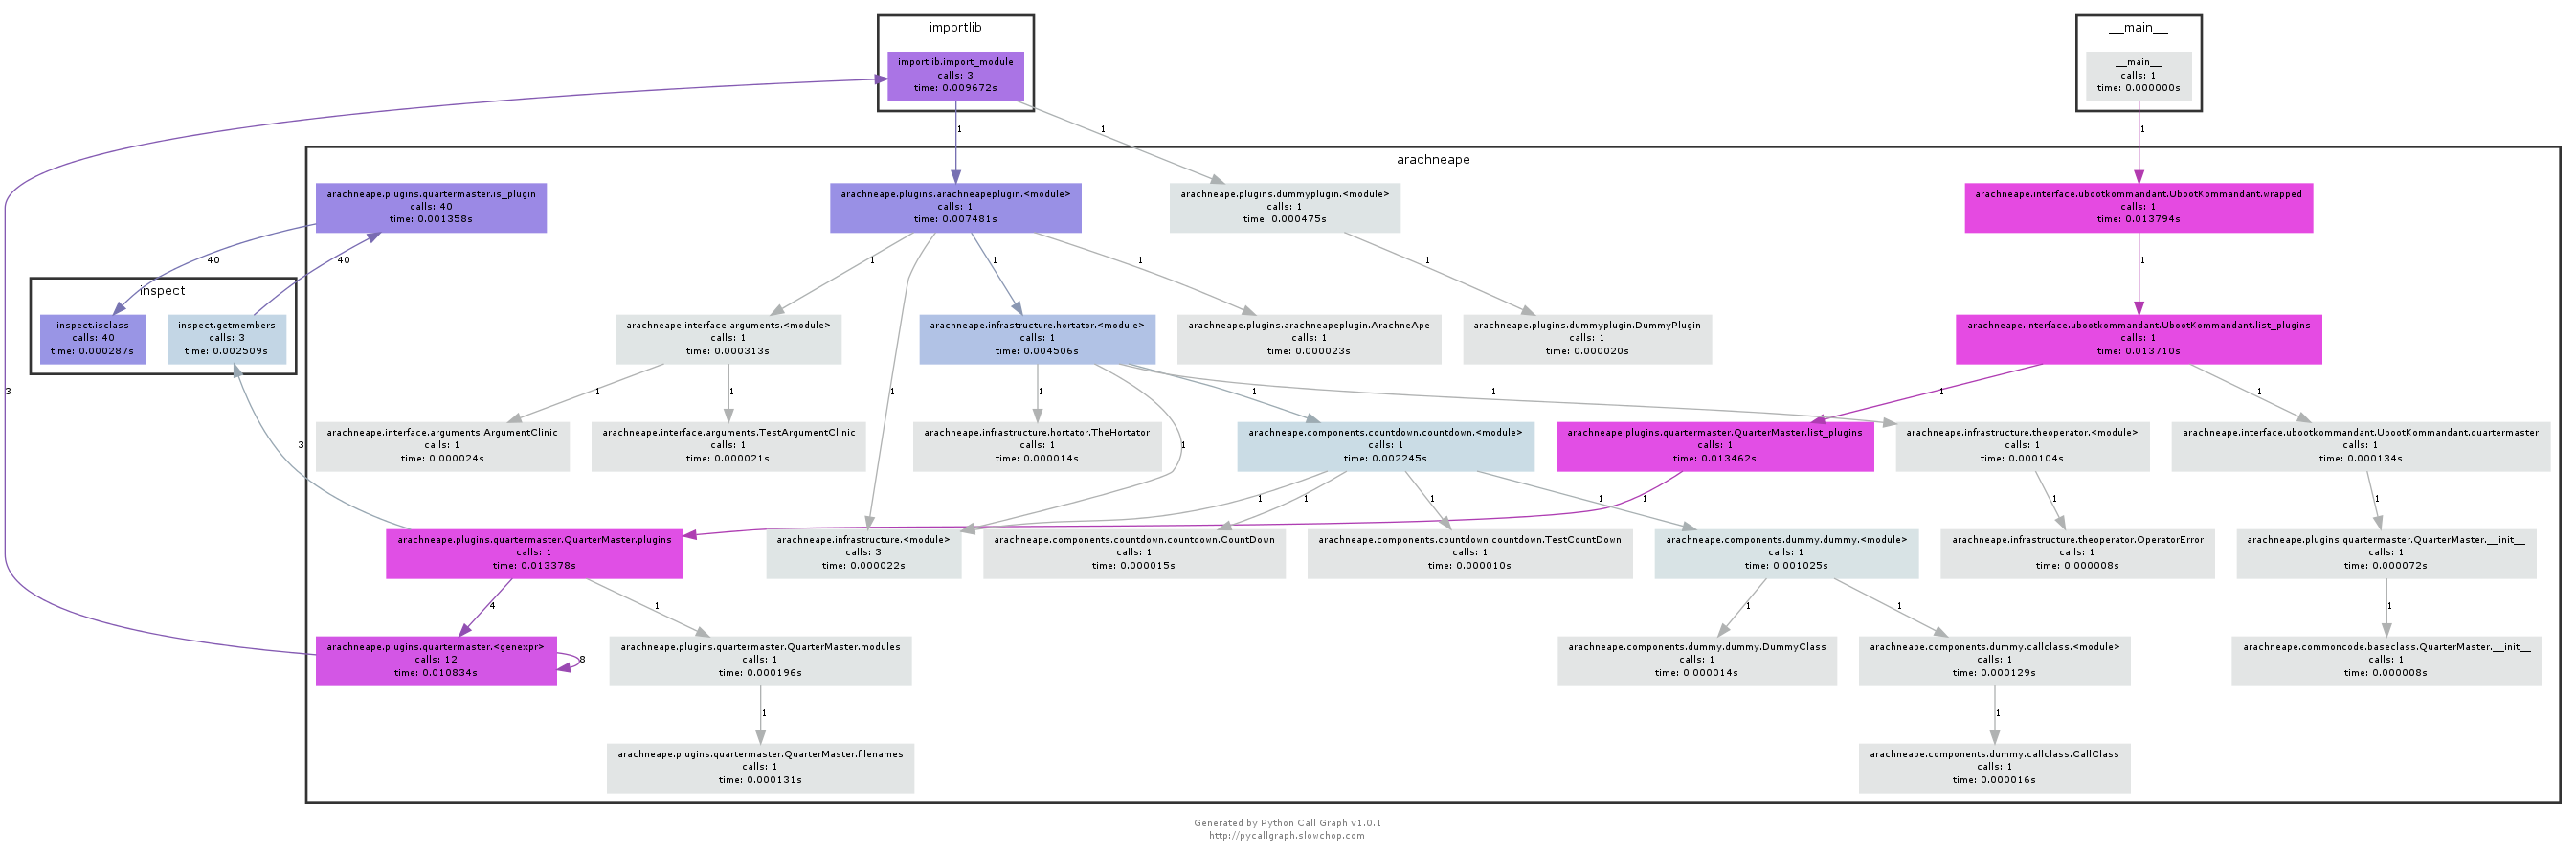 importlib
importlib.import_module
calls: 3
time: 0.009672s
__main__
__main__
calls: 1
time: 0.000000s
1
1
1
arachneape
arachneape.plugins.quartermaster.is_plugin
calls: 40
time: 0.001358s
arachneape.plugins.arachneapeplugin.<module>
calls: 1
time: 0.007481s
arachneape.plugins.dummyplugin.<module>
calls: 1
time: 0.000475s
arachneape.interface.ubootkommandant.UbootKommandant.wrapped
calls: 1
time: 0.013794s
40
40
1
1
1
1
1
inspect
inspect.isclass
calls: 40
time: 0.000287s
inspect.getmembers
calls: 3
time: 0.002509s
arachneape.interface.arguments.<module>
calls: 1
time: 0.000313s
arachneape.infrastructure.hortator.<module>
calls: 1
time: 0.004506s
arachneape.plugins.arachneapeplugin.ArachneApe
calls: 1
time: 0.000023s
arachneape.plugins.dummyplugin.DummyPlugin
calls: 1
time: 0.000020s
arachneape.interface.ubootkommandant.UbootKommandant.list_plugins
calls: 1
time: 0.013710s
3
1
1
1
1
1
1
1
1
arachneape.interface.arguments.ArgumentClinic
calls: 1
time: 0.000024s
arachneape.interface.arguments.TestArgumentClinic
calls: 1
time: 0.000021s
arachneape.infrastructure.hortator.TheHortator
calls: 1
time: 0.000014s
arachneape.components.countdown.countdown.<module>
calls: 1
time: 0.002245s
arachneape.plugins.quartermaster.QuarterMaster.list_plugins
calls: 1
time: 0.013462s
arachneape.infrastructure.theoperator.<module>
calls: 1
time: 0.000104s
arachneape.interface.ubootkommandant.UbootKommandant.quartermaster
calls: 1
time: 0.000134s
3
1
1
1
1
1
1
1
1
arachneape.plugins.quartermaster.QuarterMaster.plugins
calls: 1
time: 0.013378s
arachneape.infrastructure.<module>
calls: 3
time: 0.000022s
arachneape.components.countdown.countdown.CountDown
calls: 1
time: 0.000015s
arachneape.components.countdown.countdown.TestCountDown
calls: 1
time: 0.000010s
arachneape.components.dummy.dummy.<module>
calls: 1
time: 0.001025s
arachneape.infrastructure.theoperator.OperatorError
calls: 1
time: 0.000008s
arachneape.plugins.quartermaster.QuarterMaster.__init__
calls: 1
time: 0.000072s
4
1
1
1
1
arachneape.plugins.quartermaster.<genexpr>
calls: 12
time: 0.010834s
8
arachneape.plugins.quartermaster.QuarterMaster.modules
calls: 1
time: 0.000196s
arachneape.components.dummy.dummy.DummyClass
calls: 1
time: 0.000014s
arachneape.components.dummy.callclass.<module>
calls: 1
time: 0.000129s
arachneape.commoncode.baseclass.QuarterMaster.__init__
calls: 1
time: 0.000008s
1
1
arachneape.plugins.quartermaster.QuarterMaster.filenames
calls: 1
time: 0.000131s
arachneape.components.dummy.callclass.CallClass
calls: 1
time: 0.000016s
Generated by Python Call Graph v1.0.1
http://pycallgraph.slowchop.com